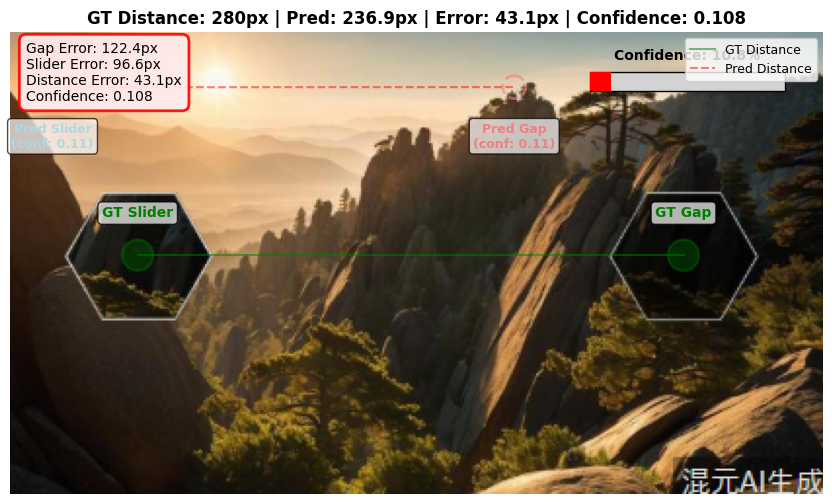 GT Distance: 280px | Pred: 236.9px | Error: 43.1px | Confidence: 0.108
Gap Error: 122.4px
Slider Error: 96.6px
Distance Error: 43.1px
Confidence: 0.108
Confidence: 10.8%
GT Distance
Pred Distance
Pred Slider
(conf: 0.11)
Pred Gap
(conf: 0.11)
GT Slider
GT Gap
混元AI生成